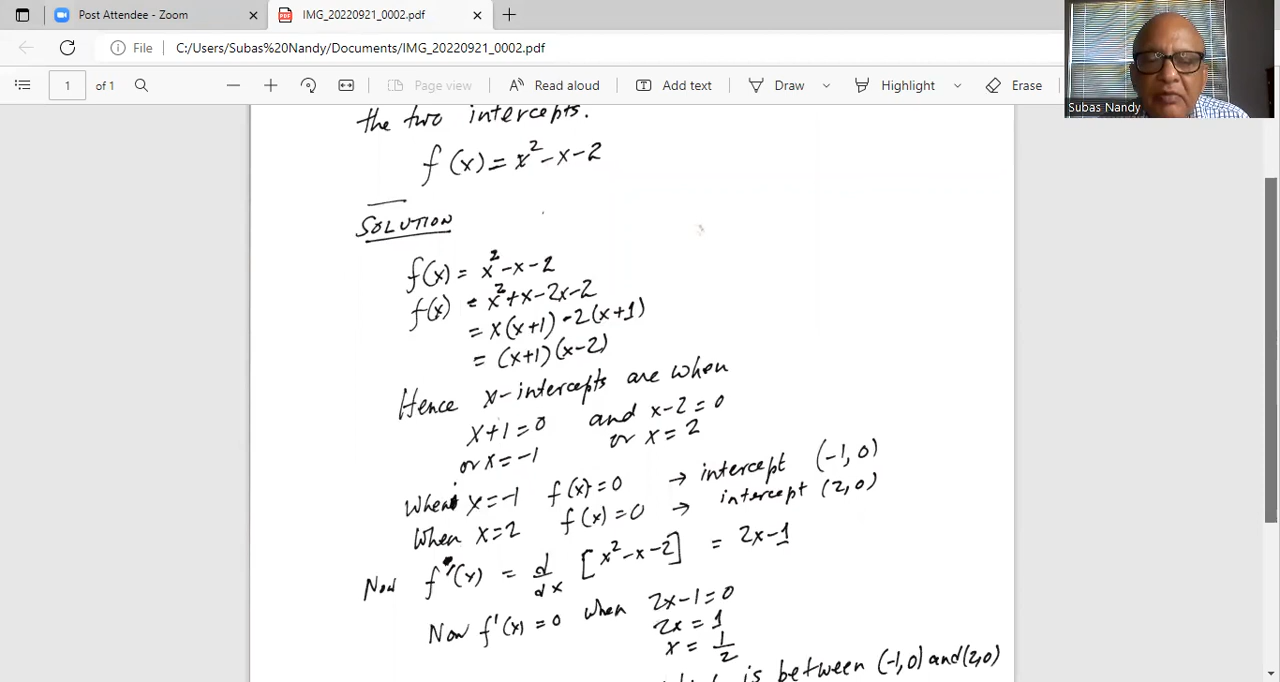 Post Attendee - Zoom
IMG_20220921_0002.pdf
File C:/Users/Subas%20Nandy/Documents/IMG_20220921_0002.pdf
1 of 1
Page view
Read aloud
Add text
Draw
Highlight
Erase
Subas Nandy
the two intercepts.
f(x) = x² - x - 2
SOLUTION
f(x) = x² - x - 2
f(x) = x² + x - 2x - 2
= x(x+1) - 2(x+1)
= (x+1)(x-2)
Hence x-intercepts are when
x+1 = 0 and x-2 = 0
or x = -1 or x = 2
When x = -1 f(x) = 0 → intercept (-1, 0)
When x = 2 f(x) = 0 → intercept (2, 0)
Now f'(x) = d/dx [x² - x - 2] = 2x - 1
Now f'(x) = 0 when 2x - 1 = 0
2x = 1
x = 1/2
is between (-1, 0) and (2, 0)